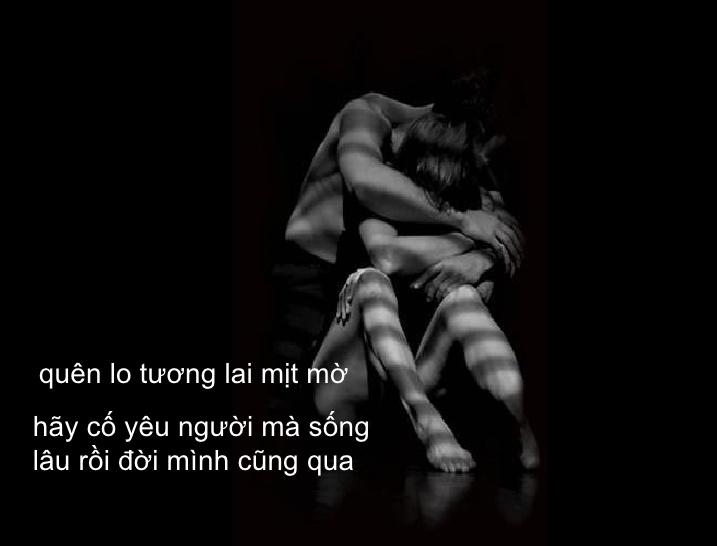 quên lo tương lai mịt mờ
hãy cố yêu người mà sống
lâu rồi đời mình cũng qua